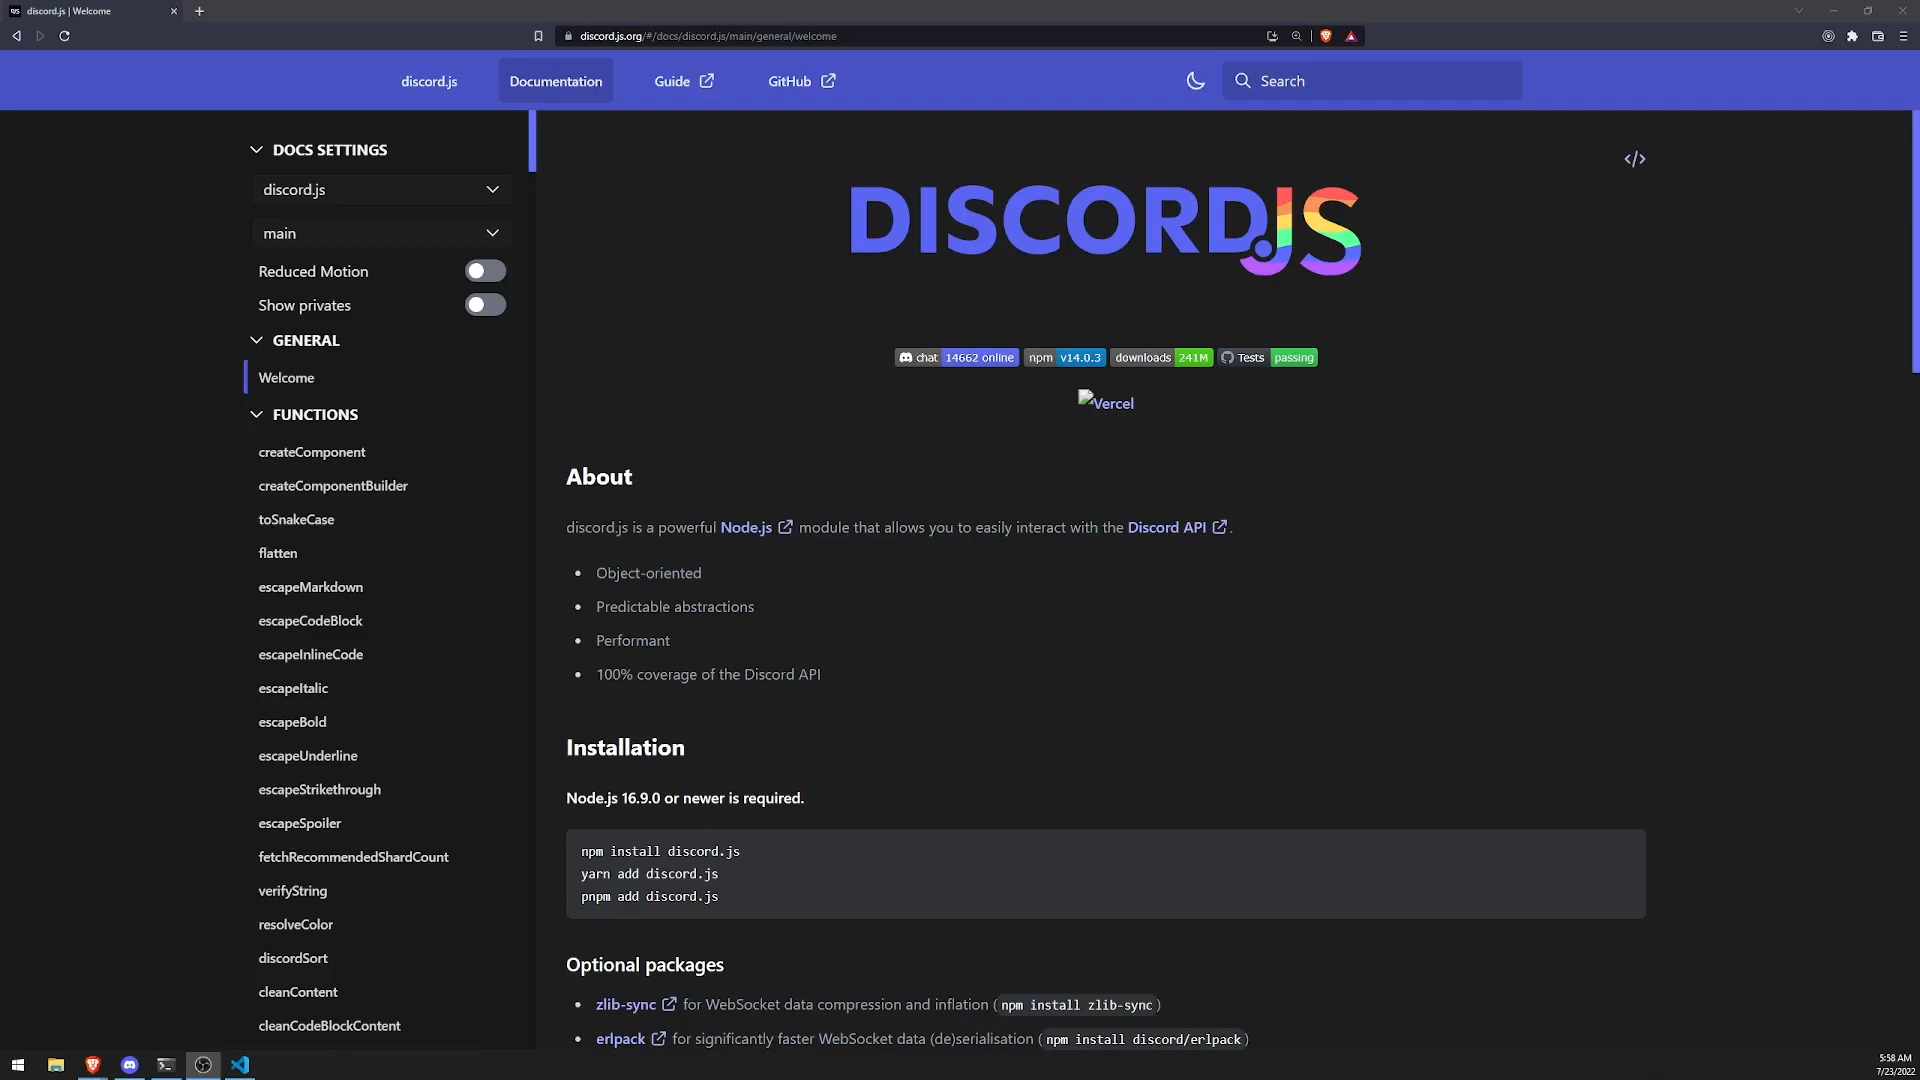 discord.js | Welcome
discord.js.org/#/docs/discord.js/main/general/welcome
discord.js
Documentation
Guide
GitHub
Search
DOCS SETTINGS
discord.js
main
Reduced Motion
Show privates
GENERAL
Welcome
FUNCTIONS
createComponent
createComponentBuilder
toSnakeCase
flatten
escapeMarkdown
escapeCodeBlock
escapeInlineCode
escapeItalic
escapeBold
escapeUnderline
escapeStrikethrough
escapeSpoiler
fetchRecommendedShardCount
verifyString
resolveColor
discordSort
cleanContent
cleanCodeBlockContent
DISCORD.JS
chat 14662 online npm v14.0.3 downloads 241M Tests passing
Vercel
About
discord.js is a powerful Node.js module that allows you to easily interact with the Discord API .
• Object-oriented
• Predictable abstractions
• Performant
• 100% coverage of the Discord API
Installation
Node.js 16.9.0 or newer is required.
npm install discord.js
yarn add discord.js
pnpm add discord.js
Optional packages
• zlib-sync for WebSocket data compression and inflation (npm install zlib-sync)
• erlpack for significantly faster WebSocket data (de)serialisation (npm install discord/erlpack)
5:58 AM
7/23/2022